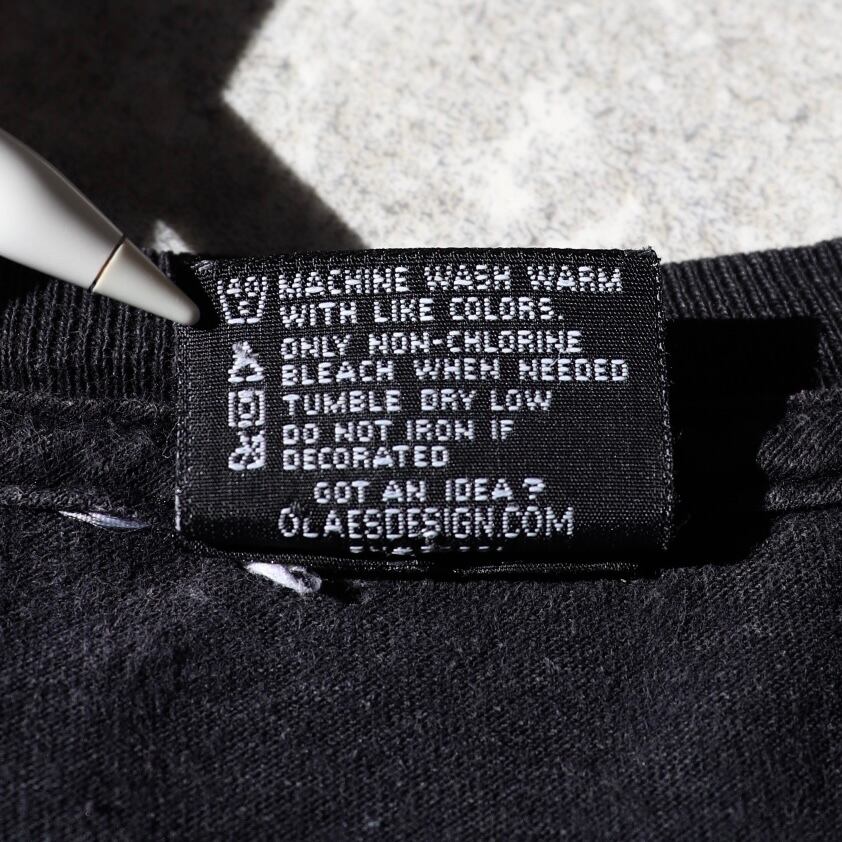 MACHINE WASH WARM
WITH LIKE COLORS.
ONLY NON-CHLORINE
BLEACH WHEN NEEDED
TUMBLE DRY LOW
DO NOT IRON IF
DECORATED
GOT AN IDEA?
OLAESDESIGN.COM